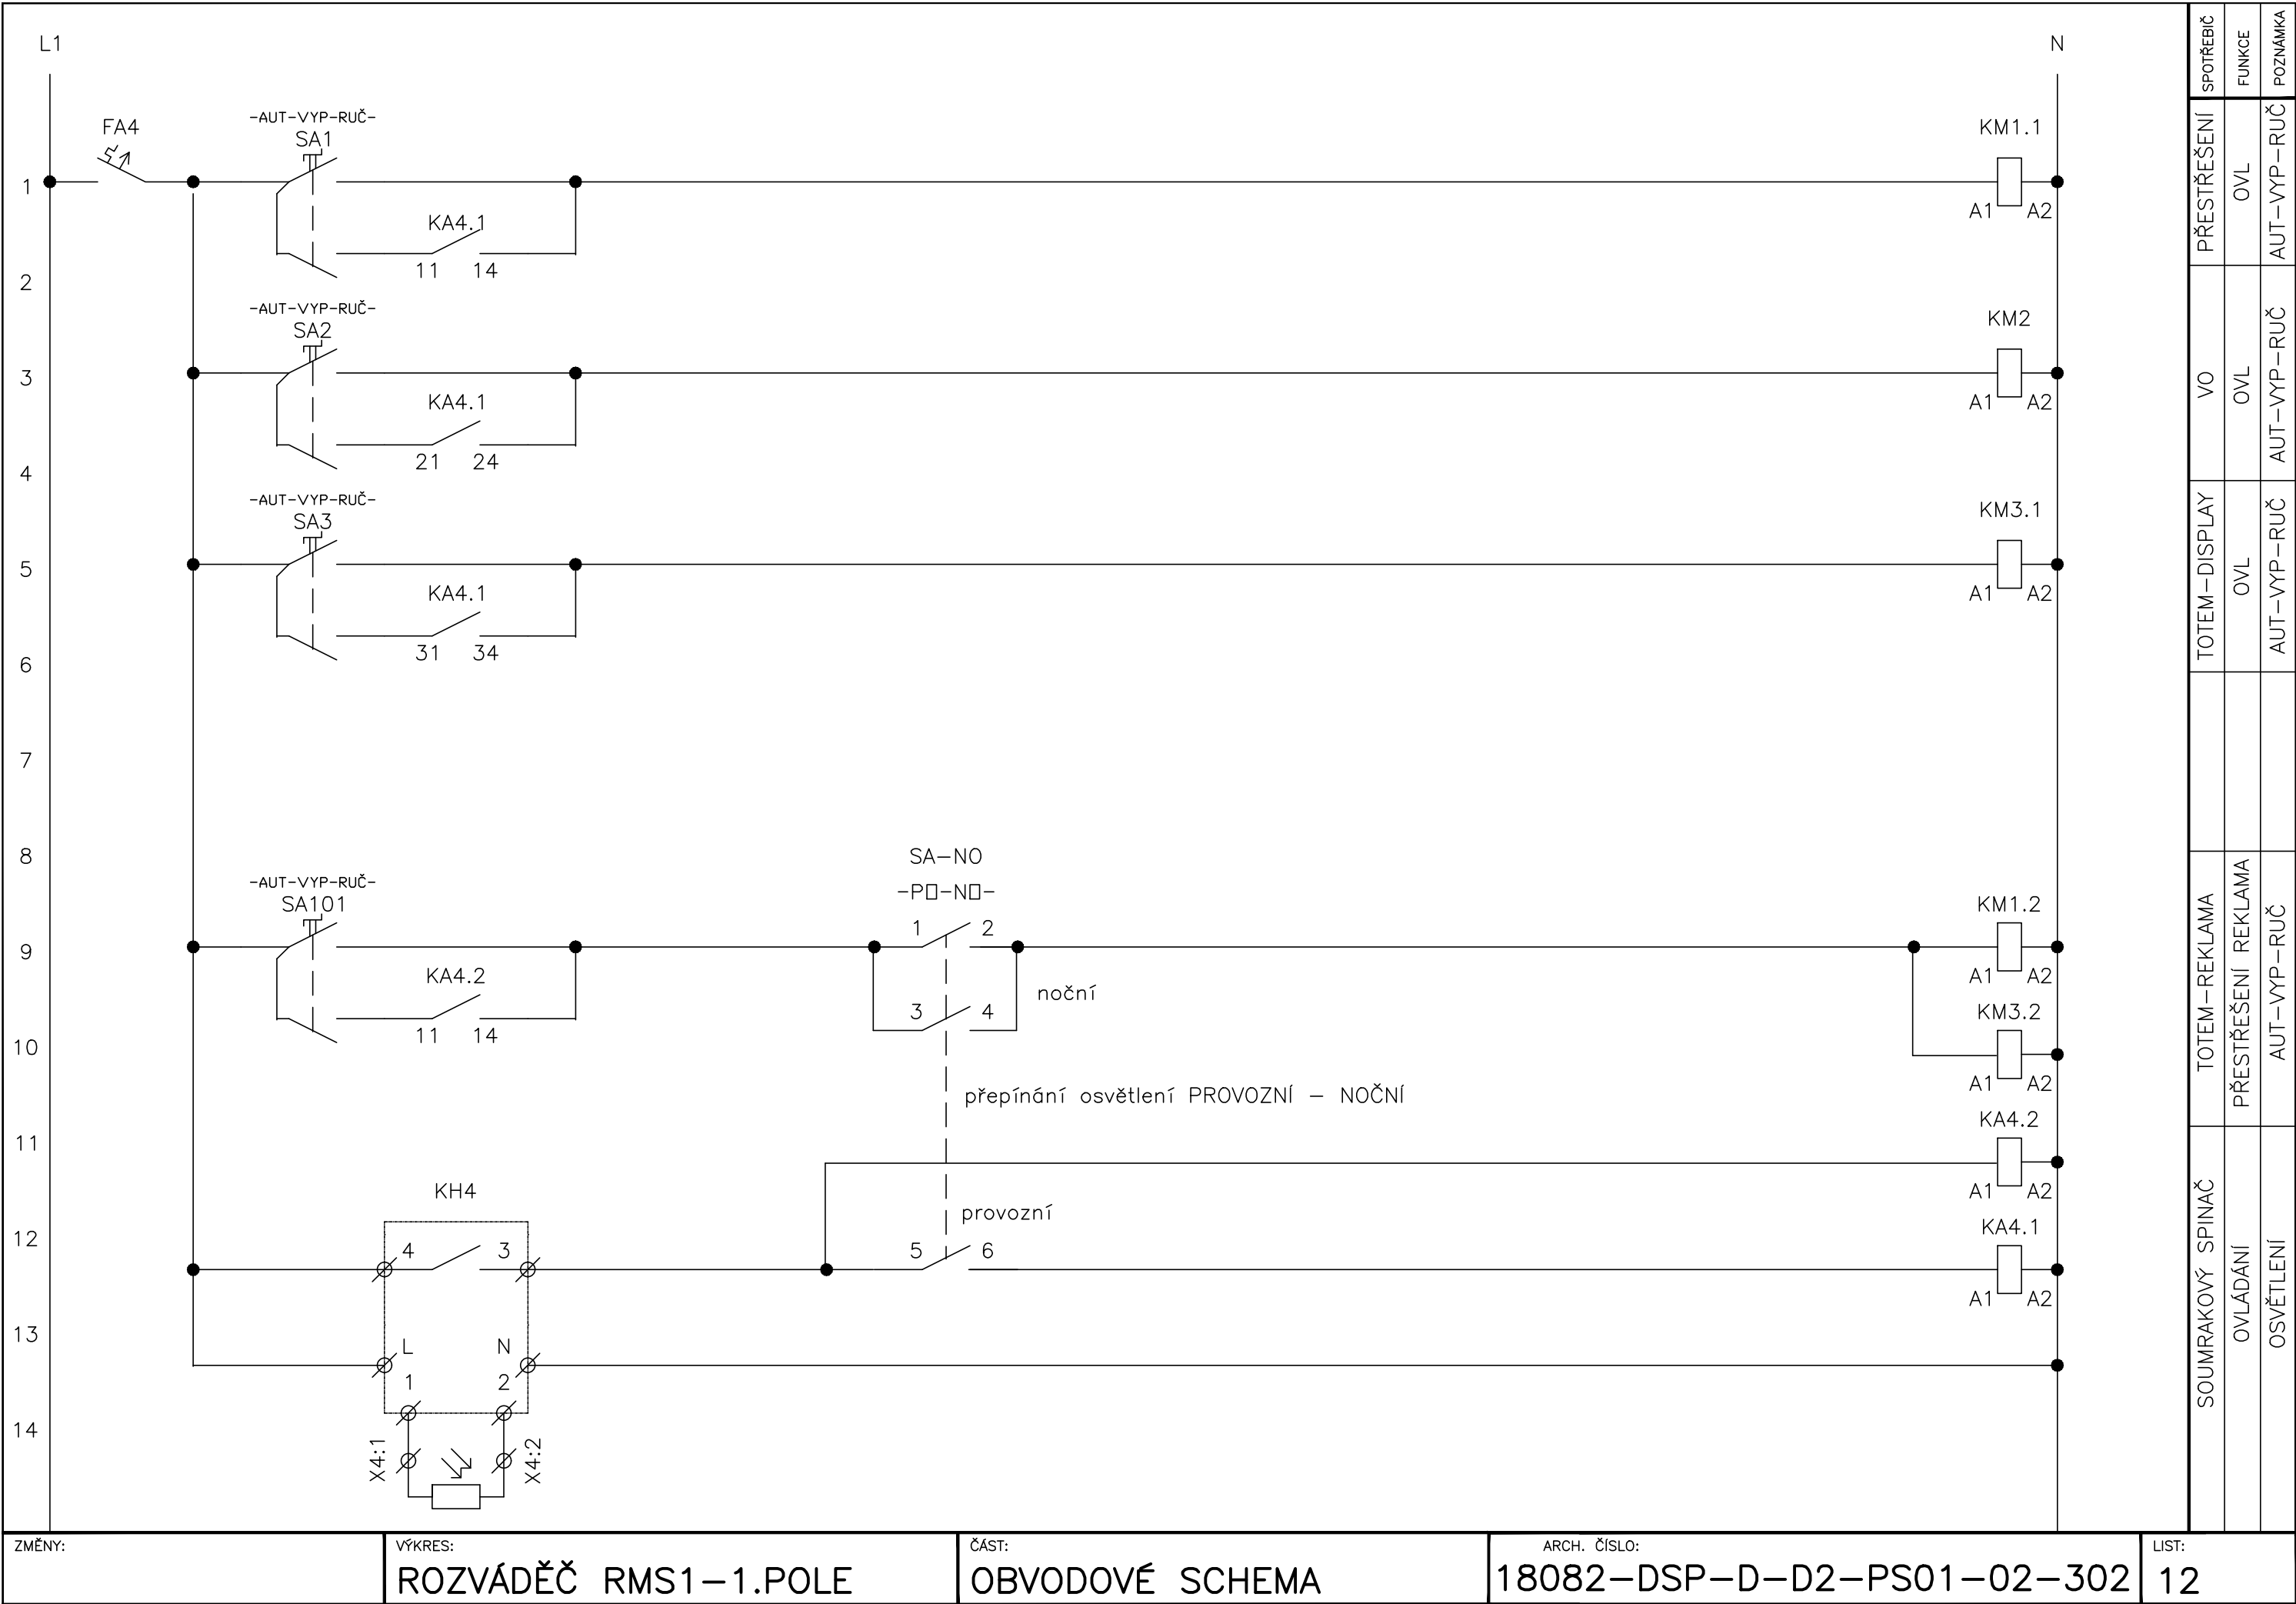 L1
N
FA4
-AUT-VYP-RUČ-
SA1
KM1.1
1
A1 A2
KA4.1
11 14
2
-AUT-VYP-RUČ-
SA2
KM2
3
A1 A2
KA4.1
21 24
4
-AUT-VYP-RUČ-
SA3
KM3.1
5
A1 A2
KA4.1
31 34
6
7
8
SA-NO
-P□-N□-
-AUT-VYP-RUČ-
SA101
KM1.2
1 2
9
A1 A2
KA4.2
11 14
noční
3 4
KM3.2
10
A1 A2
přepínání osvětlení PROVOZNÍ - NOČNÍ
KA4.2
11
A1 A2
KH4
provozní
KA4.1
12
4 3
5 6
A1 A2
13
L N
1 2
14
X4:1
X4:2
SPOTŘEBIČ
FUNKCE
POZNÁMKA
PŘESTŘEŠENÍ
OVL
AUT-VYP-RUČ
VO
OVL
AUT-VYP-RUČ
TOTEM-DISPLAY
OVL
AUT-VYP-RUČ
TOTEM-REKLAMA
PŘESTŘEŠENÍ REKLAMA
AUT-VYP-RUČ
SOUMRAKOVÝ SPINAČ
OVLÁDÁNÍ
OSVĚTLENÍ
ZMĚNY:
VÝKRES:
ROZVÁDĚČ RMS1-1.POLE
ČÁST:
OBVODOVÉ SCHEMA
ARCH. ČÍSLO:
18082-DSP-D-D2-PS01-02-302
LIST:
12